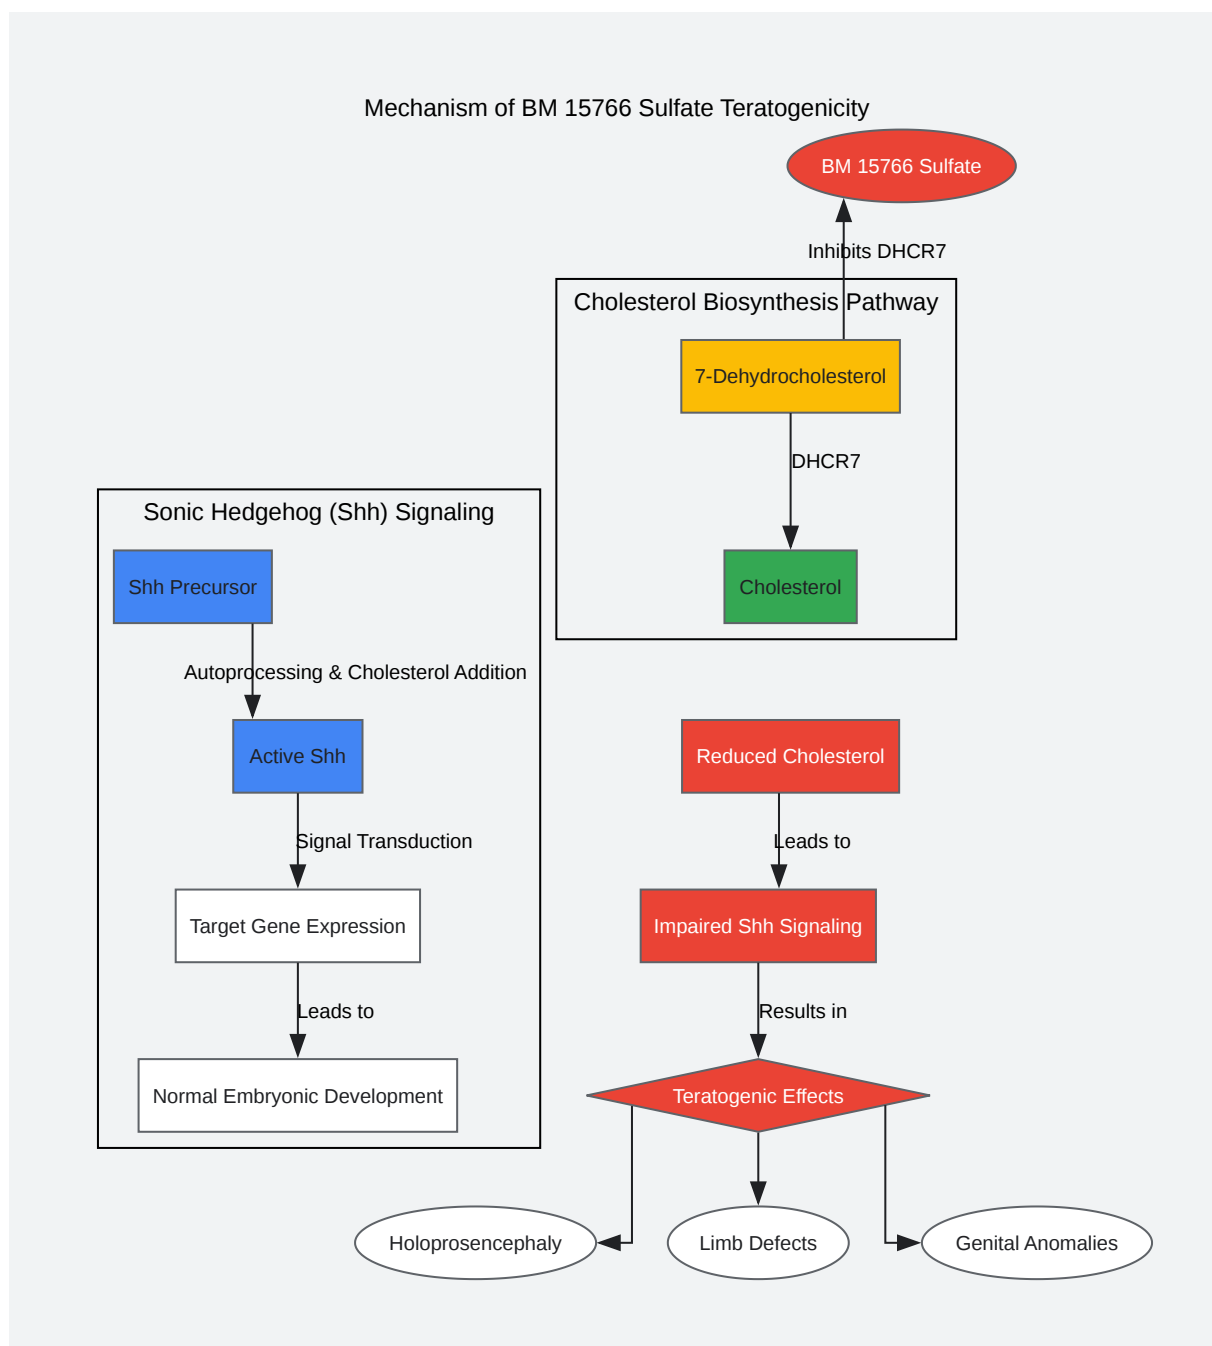 Mechanism of BM 15766 Sulfate Teratogenicity
BM 15766 Sulfate
Inhibits DHCR7
Cholesterol Biosynthesis Pathway
7-Dehydrocholesterol
DHCR7
Cholesterol
Sonic Hedgehog (Shh) Signaling
Shh Precursor
Autoprocessing & Cholesterol Addition
Active Shh
Signal Transduction
Target Gene Expression
Leads to
Normal Embryonic Development
Reduced Cholesterol
Leads to
Impaired Shh Signaling
Results in
Teratogenic Effects
Holoprosencephaly
Limb Defects
Genital Anomalies